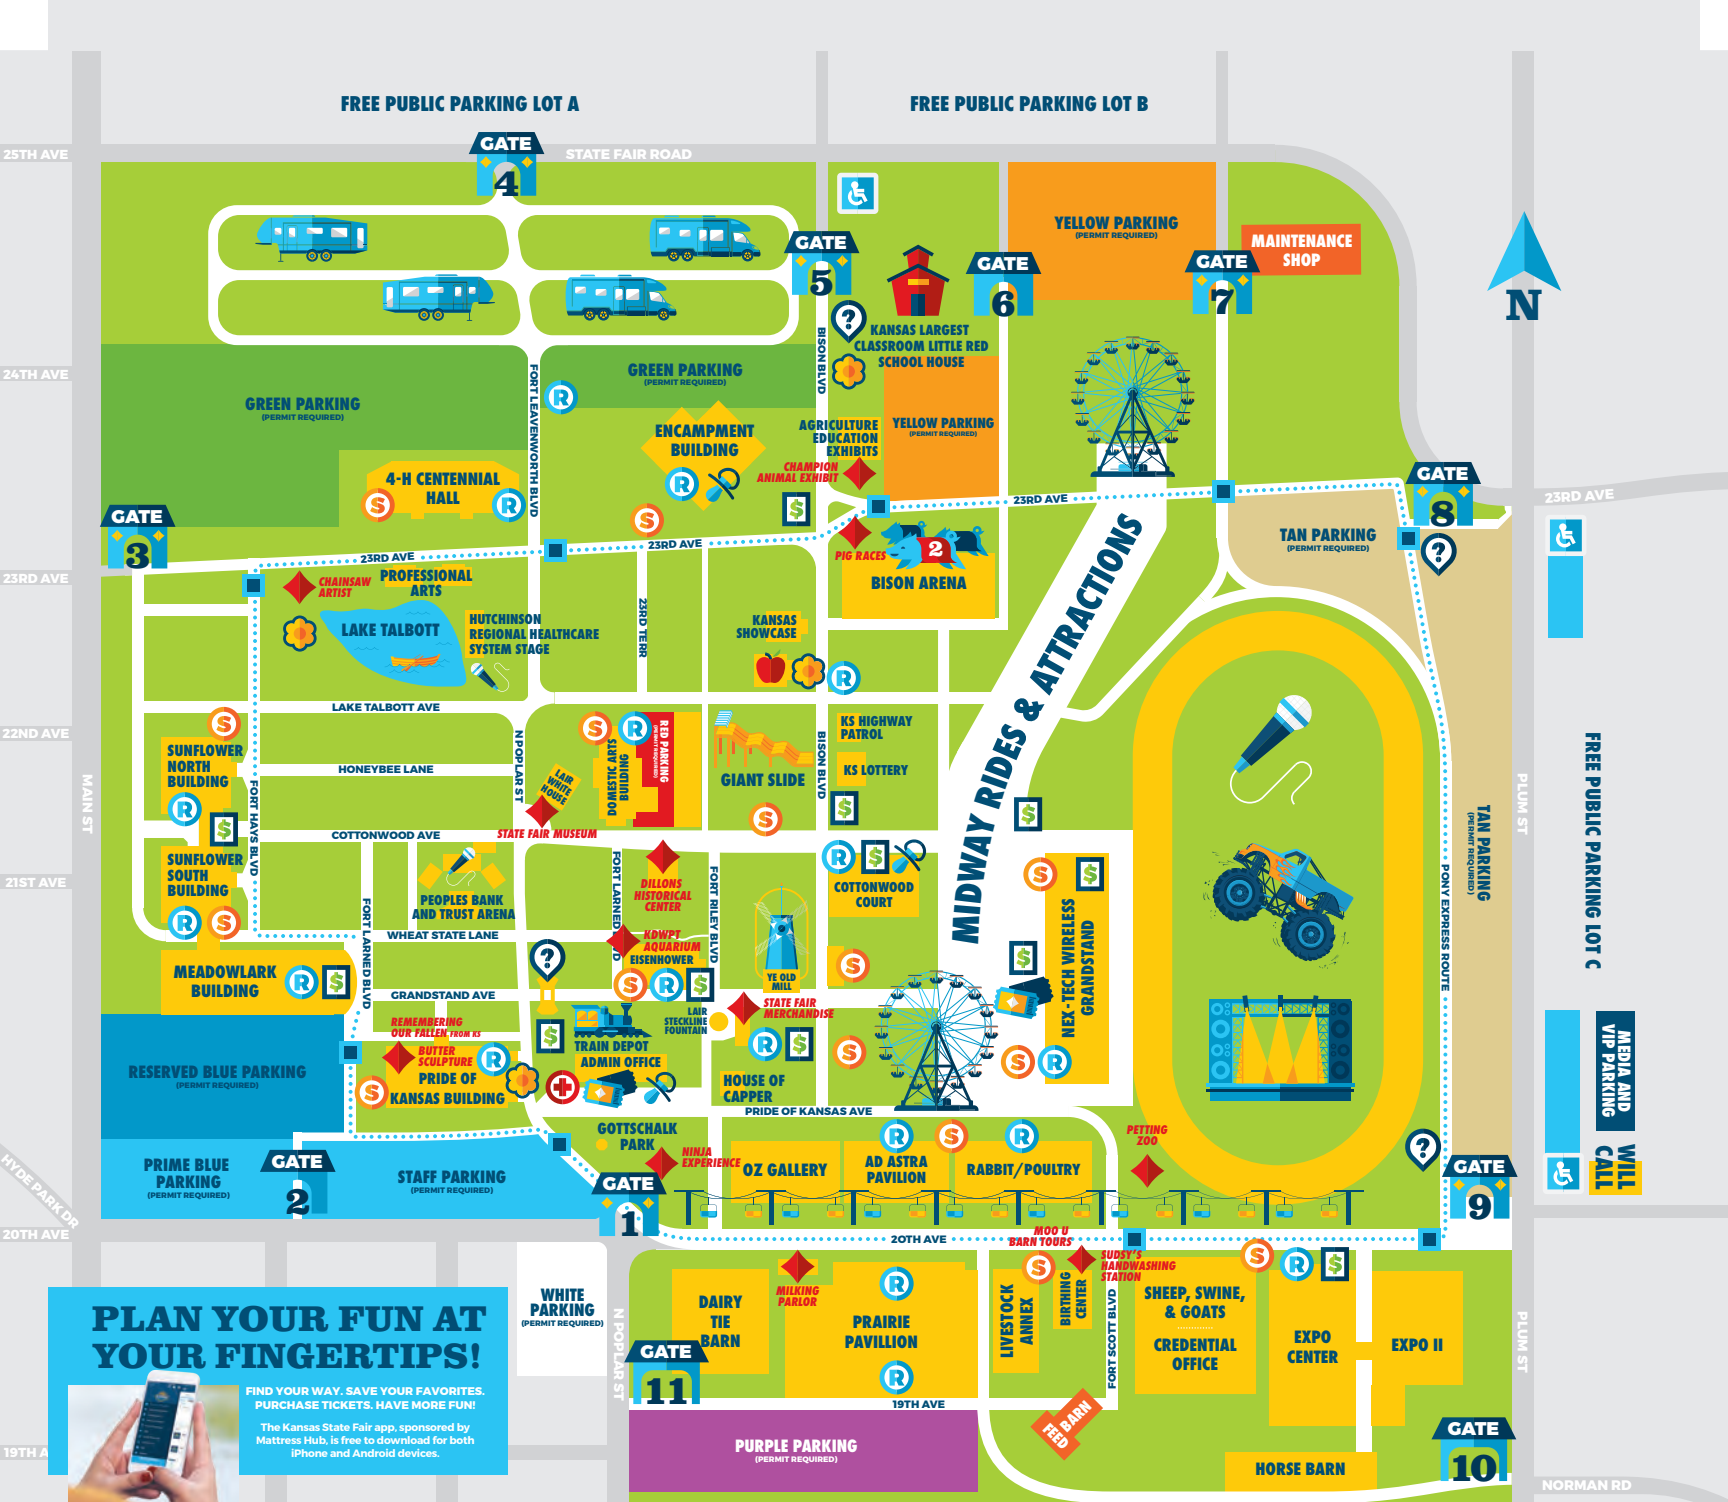 FREE PUBLIC PARKING LOT A
FREE PUBLIC PARKING LOT B
25TH AVE
STATE FAIR ROAD
GATE
4
YELLOW PARKING
(PERMIT REQUIRED)
MAINTENANCE
SHOP
GATE
5
GATE
6
GATE
7
N
KANSAS LARGEST
CLASSROOM LITTLE RED
SCHOOL HOUSE
BISON BLVD
24TH AVE
GREEN PARKING
(PERMIT REQUIRED)
GREEN PARKING
(PERMIT REQUIRED)
FORT LEAVENWORTH BLVD
R
ENCAMPMENT
BUILDING
R
AGRICULTURE
EDUCATION
EXHIBITS
YELLOW PARKING
(PERMIT REQUIRED)
CHAMPION
ANIMAL EXHIBIT
4-H CENTENNIAL
HALL
S
R
S
$
GATE
3
GATE
8
23RD AVE
23RD AVE
23RD AVE
23RD AVE
23RD AVE
TAN PARKING
(PERMIT REQUIRED)
?
?
PIG RACES
2
BISON ARENA
CHAINSAW
ARTIST
PROFESSIONAL
ARTS
LAKE TALBOTT
HUTCHINSON
REGIONAL HEALTHCARE
SYSTEM STAGE
23RD TERR
KANSAS
SHOWCASE
R
MIDWAY RIDES & ATTRACTIONS
LAKE TALBOTT AVE
22ND AVE
S
SUNFLOWER
NORTH
BUILDING
R
$
HONEYBEE LANE
N POPLAR ST
LAIR
WHITE
HOUSE
S
R
DOMESTIC ARTS
BUILDING
RED PARKING
(PERMIT REQUIRED)
GIANT SLIDE
S
BISON BLVD
KS HIGHWAY
PATROL
KS LOTTERY
$
$
MAIN ST
FORT HAYS BLVD
COTTONWOOD AVE
STATE FAIR MUSEUM
PLUM ST
FREE PUBLIC PARKING LOT C
TAN PARKING
(PERMIT REQUIRED)
PONY EXPRESS ROUTE
21ST AVE
SUNFLOWER
SOUTH
BUILDING
R
S
PEOPLES BANK
AND TRUST ARENA
FORT LARNED BLVD
FORT LARNED
DILLONS
HISTORICAL
CENTER
FORT RILEY BLVD
R
$
COTTONWOOD
COURT
S
$
NEX-TECH WIRELESS
GRANDSTAND
WHEAT STATE LANE
KDWPT
AQUARIUM
EISENHOWER
?
S
R
$
YE OLD
MILL
S
$
MEADOWLARK
BUILDING
R
$
GRANDSTAND AVE
STATE FAIR
MERCHANDISE
LAIR
STECKLINE
FOUNTAIN
R
$
S
REMEMBERING
OUR FALLEN FROM KS
BUTTER
SCULPTURE
R
PRIDE OF
KANSAS BUILDING
S
$
TRAIN DEPOT
ADMIN OFFICE
HOUSE OF
CAPPER
S
R
RESERVED BLUE PARKING
(PERMIT REQUIRED)
PRIDE OF KANSAS AVE
MEDIA AND
VIP PARKING
WILL
CALL
GOTTSCHALK
PARK
NINJA
EXPERIENCE
R
S
R
OZ GALLERY
AD ASTRA
PAVILION
RABBIT/POULTRY
PETTING
ZOO
?
HYDE PARK DR
PRIME BLUE
PARKING
(PERMIT REQUIRED)
GATE
2
STAFF PARKING
(PERMIT REQUIRED)
GATE
1
GATE
9
20TH AVE
20TH AVE
MOO U
BARN TOURS
SUDSY'S
HANDWASHING
STATION
S
S
R
$
WHITE
PARKING
(PERMIT REQUIRED)
N POPLAR ST
DAIRY
TIE
BARN
MILKING
PARLOR
R
PRAIRIE
PAVILLION
R
LIVESTOCK
ANNEX
BIRTHING
CENTER
FORT SCOTT BLVD
SHEEP, SWINE,
& GOATS
CREDENTIAL
OFFICE
EXPO
CENTER
EXPO II
PLUM ST
GATE
11
19TH AVE
PURPLE PARKING
(PERMIT REQUIRED)
FEED BARN
HORSE BARN
GATE
10
NORMAN RD
19TH A
PLAN YOUR FUN AT
YOUR FINGERTIPS!
FIND YOUR WAY. SAVE YOUR FAVORITES.
PURCHASE TICKETS. HAVE MORE FUN!
The Kansas State Fair app, sponsored by
Mattress Hub, is free to download for both
iPhone and Android devices.